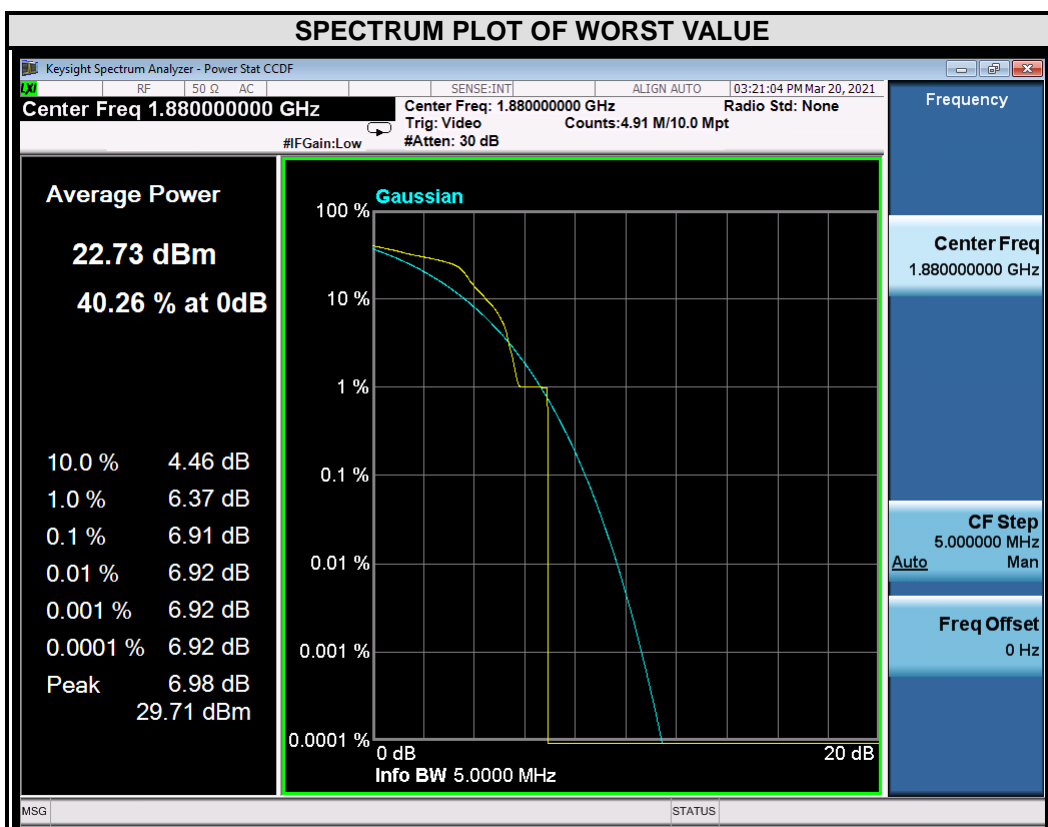 SPECTRUM PLOT OF WORST VALUE
Keysight Spectrum Analyzer - Power Stat CCDF
LXI RF 50 Ω AC SENSE:INT ALIGN AUTO 03:21:04 PM Mar 20, 2021
Center Freq 1.880000000 GHz
#IFGain:Low
Center Freq: 1.880000000 GHz Radio Std: None
Trig: Video Counts:4.91 M/10.0 Mpt
#Atten: 30 dB
Average Power
22.73 dBm
40.26 % at 0dB
10.0 % 4.46 dB
1.0 % 6.37 dB
0.1 % 6.91 dB
0.01 % 6.92 dB
0.001 % 6.92 dB
0.0001 % 6.92 dB
Peak 6.98 dB
29.71 dBm
Gaussian
100 %
10 %
1 %
0.1 %
0.01 %
0.001 %
0.0001 %
0 dB 20 dB
Info BW 5.0000 MHz
Frequency
Center Freq
1.880000000 GHz
CF Step
5.000000 MHz
Auto Man
Freq Offset
0 Hz
MSG STATUS